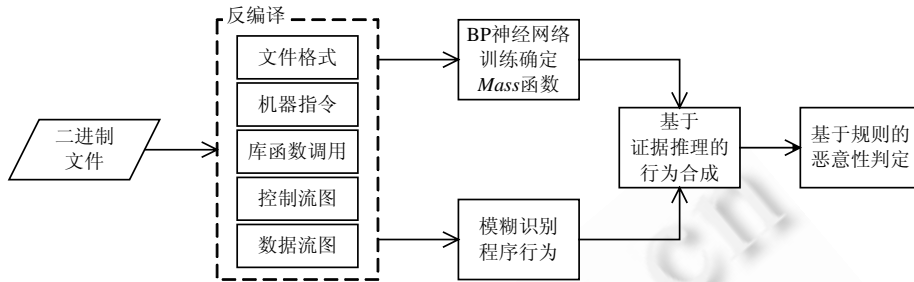 反编译
文件格式
机器指令
库函数调用
控制流图
数据流图
二进制
文件
BP神经网络
训练确定
Mass函数
模糊识别
程序行为
基于
证据推理的
行为合成
基于规则的
恶意性判定
cn